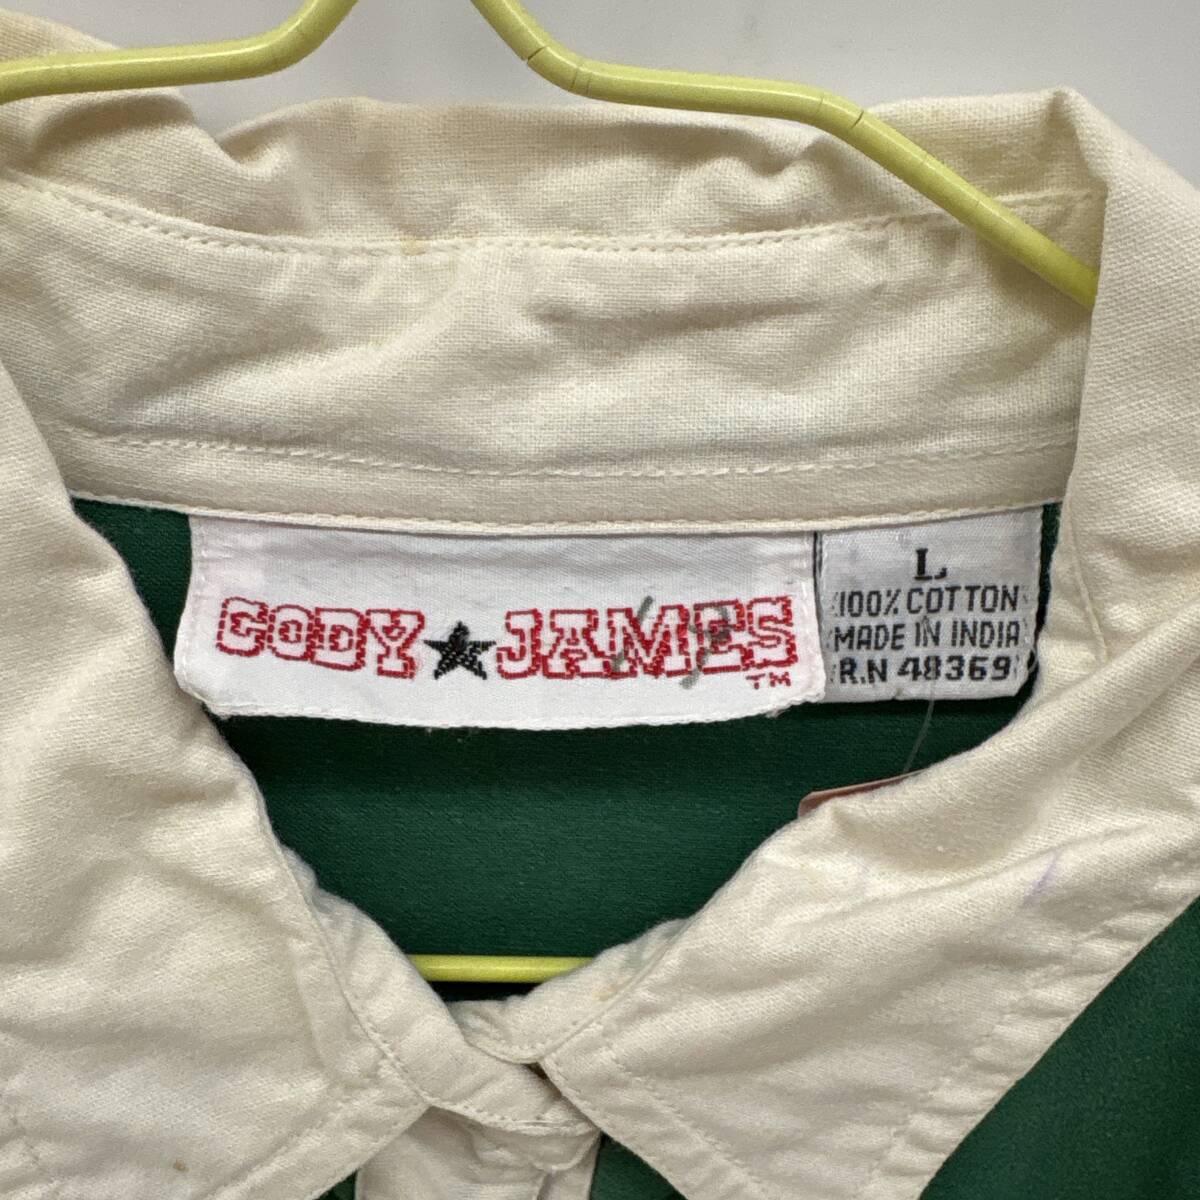 CODY★JAMES
TM
L
100% COTTON
MADE IN INDIA
R.N 48369